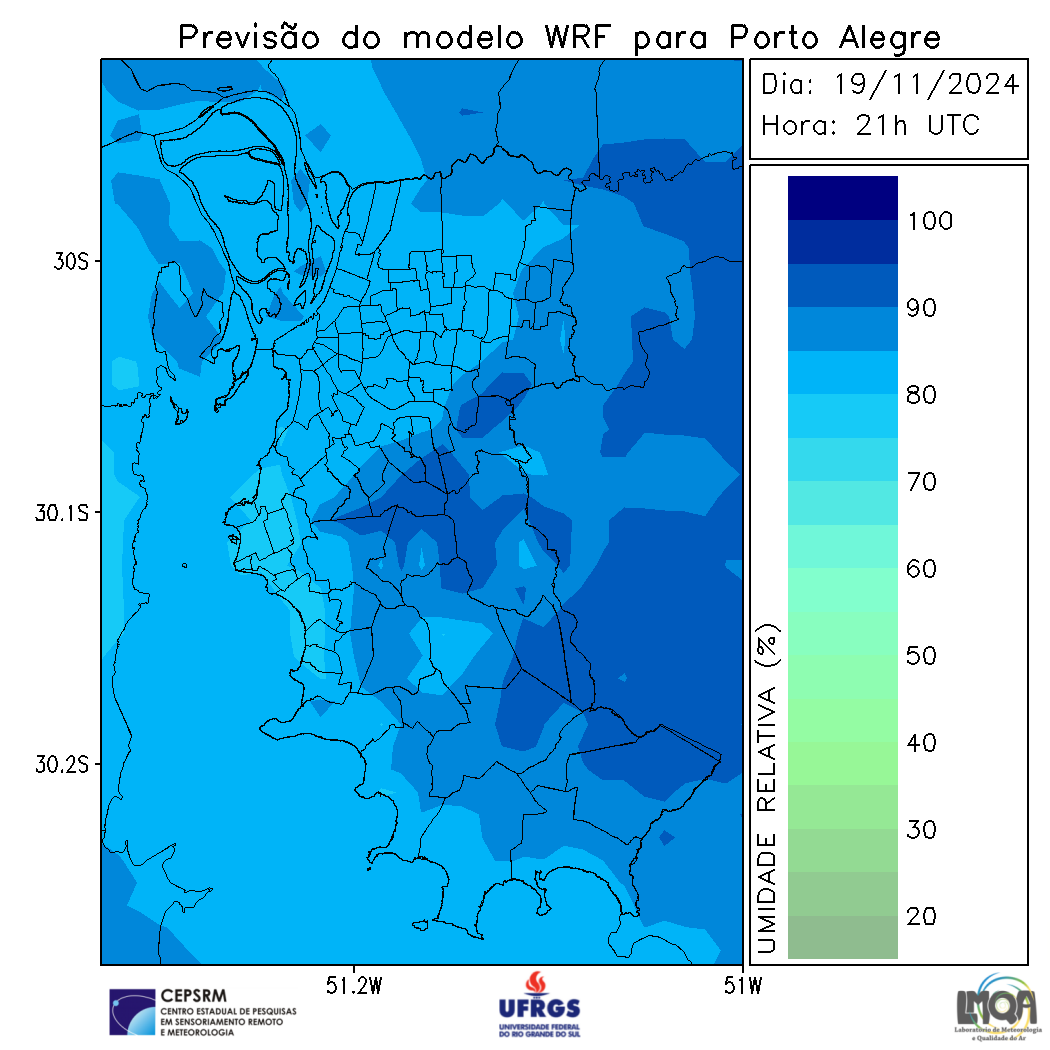 Previsão do modelo WRF para Porto Alegre
Dia: 19/11/2024
Hora: 21h UTC
30S
30.1S
30.2S
51.2W
51W
UMIDADE RELATIVA (%)
100
90
80
70
60
50
40
30
20
CEPSRM
CENTRO ESTADUAL DE PESQUISAS
EM SENSORIAMENTO REMOTO
E METEOROLOGIA
UFRGS
UNIVERSIDADE FEDERAL
DO RIO GRANDE DO SUL
LMQA
Laboratório de Meteorologia
e Qualidade do Ar